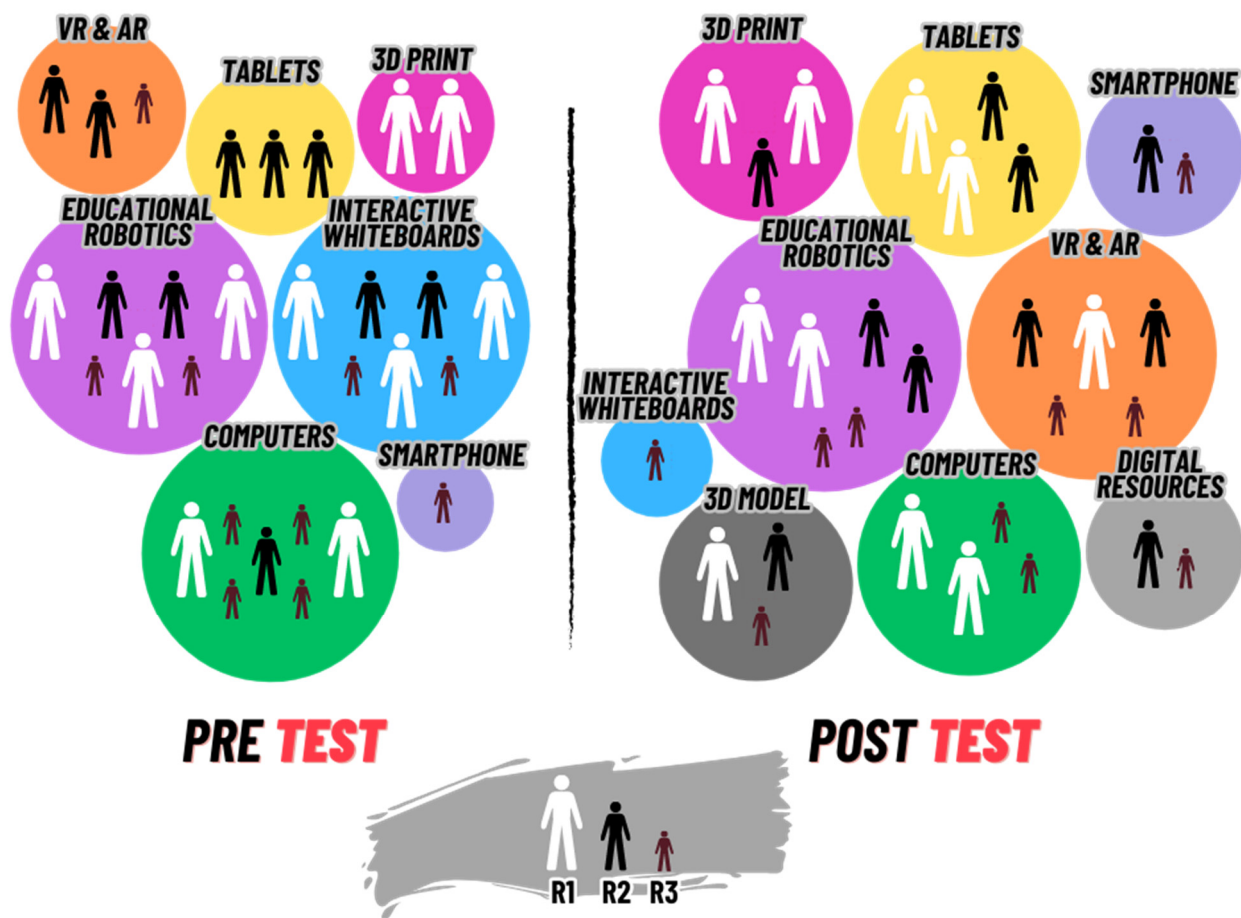 VR & AR
TABLETS
3D PRINT
EDUCATIONAL
ROBOTICS
INTERACTIVE
WHITEBOARDS
COMPUTERS
SMARTPHONE
PRE TEST
3D PRINT
TABLETS
SMARTPHONE
EDUCATIONAL
ROBOTICS
VR & AR
INTERACTIVE
WHITEBOARDS
3D MODEL
COMPUTERS
DIGITAL
RESOURCES
POST TEST
R1 R2 R3